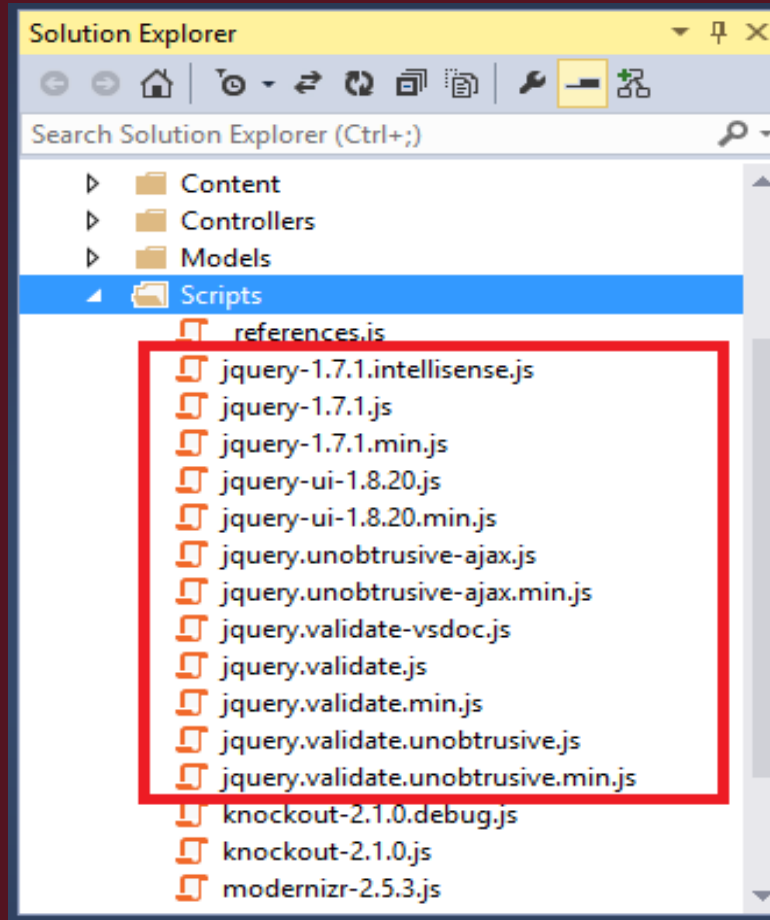 Solution Explorer
Search Solution Explorer (Ctrl+;)
Content
Controllers
Models
Scripts
_references.js
jquery-1.7.1.intellisense.js
jquery-1.7.1.js
jquery-1.7.1.min.js
jquery-ui-1.8.20.js
jquery-ui-1.8.20.min.js
jquery.unobtrusive-ajax.js
jquery.unobtrusive-ajax.min.js
jquery.validate-vsdoc.js
jquery.validate.js
jquery.validate.min.js
jquery.validate.unobtrusive.js
jquery.validate.unobtrusive.min.js
knockout-2.1.0.debug.js
knockout-2.1.0.js
modernizr-2.5.3.js